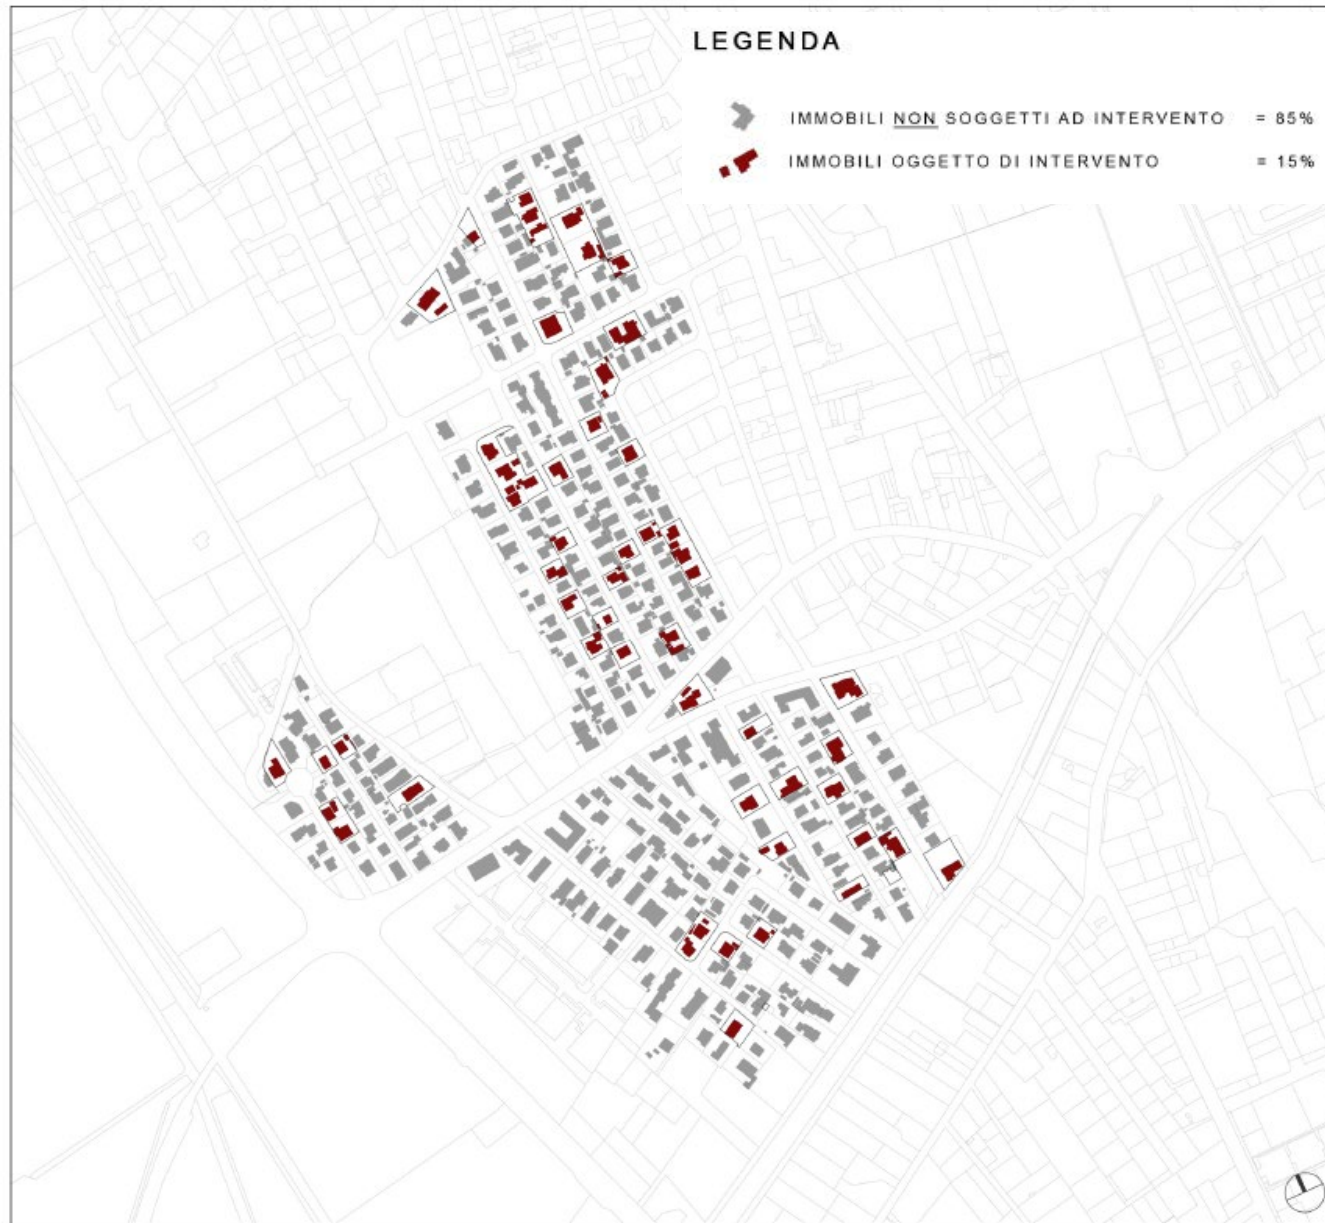 LEGENDA
IMMOBILI NON SOGGETTI AD INTERVENTO = 85%
IMMOBILI OGGETTO DI INTERVENTO = 15%